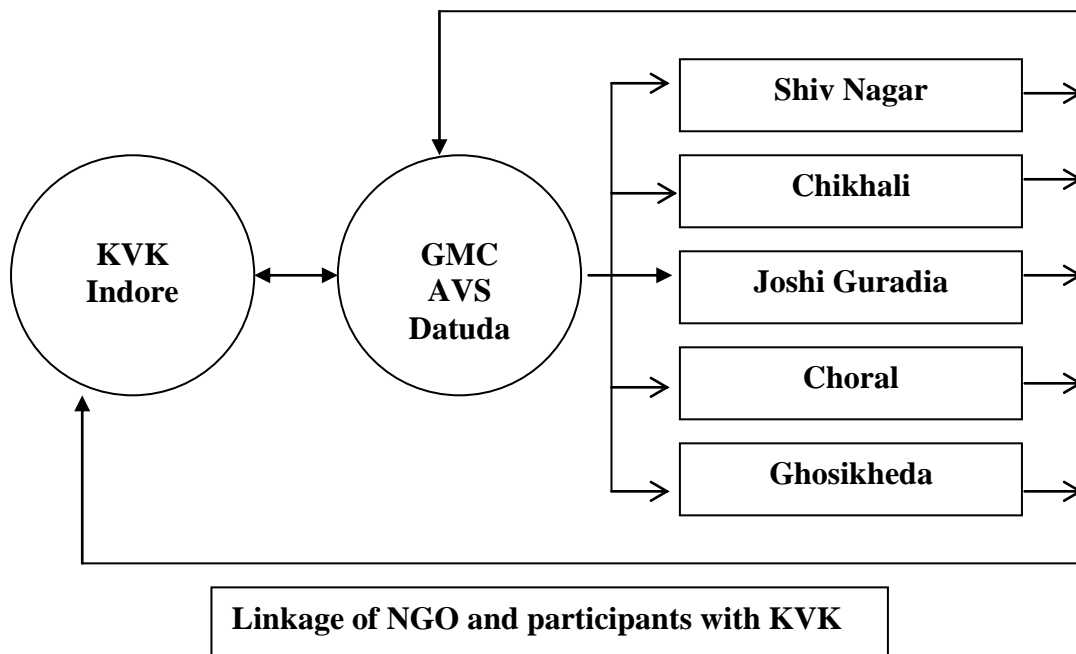 KVK
Indore
GMC
AVS
Datuda
Shiv Nagar
Chikhali
Joshi Guradia
Choral
Ghosikheda
Linkage of NGO and participants with KVK